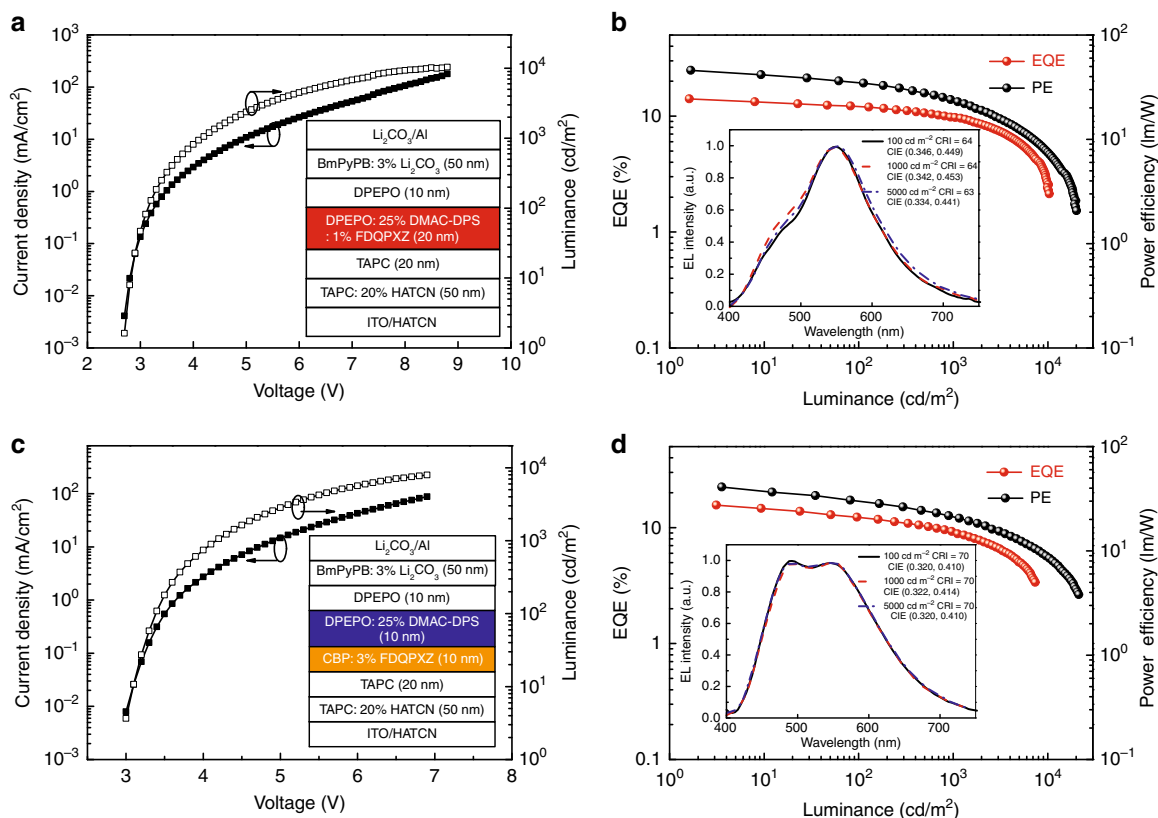 a
Current density (mA/cm²)
10³
10²
10¹
10⁰
10⁻¹
10⁻²
10⁻³
2
3
4
5
6
7
8
9
10
Voltage (V)
10⁴
10³
10²
10¹
10⁰
Luminance (cd/m²)
Li₂CO₃/Al
BmPyPB: 3% Li₂CO₃ (50 nm)
DPEPO (10 nm)
DPEPO: 25% DMAC-DPS
: 1% FDQPXZ (20 nm)
TAPC (20 nm)
TAPC: 20% HATCN (50 nm)
ITO/HATCN
b
EQE (%)
10
1
0.1
10⁰
10¹
10²
10³
10⁴
Luminance (cd/m²)
10²
10¹
10⁰
10⁻¹
Power efficiency (lm/W)
EQE
PE
EL intensity (a.u.)
1.0
0.8
0.6
0.4
0.2
0.0
400
500
600
700
Wavelength (nm)
100 cd m⁻² CRI = 64
CIE (0.346, 0.449)
1000 cd m⁻² CRI = 64
CIE (0.342, 0.453)
5000 cd m⁻² CRI = 63
CIE (0.334, 0.441)
c
Current density (mA/cm²)
10³
10²
10¹
10⁰
10⁻¹
10⁻²
10⁻³
3
4
5
6
7
8
Voltage (V)
10⁴
10³
10²
10¹
10⁰
Luminance (cd/m²)
Li₂CO₃/Al
BmPyPB: 3% Li₂CO₃ (50 nm)
DPEPO (10 nm)
DPEPO: 25% DMAC-DPS
(10 nm)
CBP: 3% FDQPXZ (10 nm)
TAPC (20 nm)
TAPC: 20% HATCN (50 nm)
ITO/HATCN
d
EQE (%)
10
1
0.1
10⁰
10¹
10²
10³
10⁴
Luminance (cd/m²)
10²
10¹
10⁰
10⁻¹
Power efficiency (lm/W)
EQE
PE
EL intensity (a.u.)
1.0
0.8
0.6
0.4
0.2
0.0
400
500
600
700
Wavelength (nm)
100 cd m⁻² CRI = 70
CIE (0.320, 0.410)
1000 cd m⁻² CRI = 70
CIE (0.322, 0.414)
5000 cd m⁻² CRI = 70
CIE (0.320, 0.410)